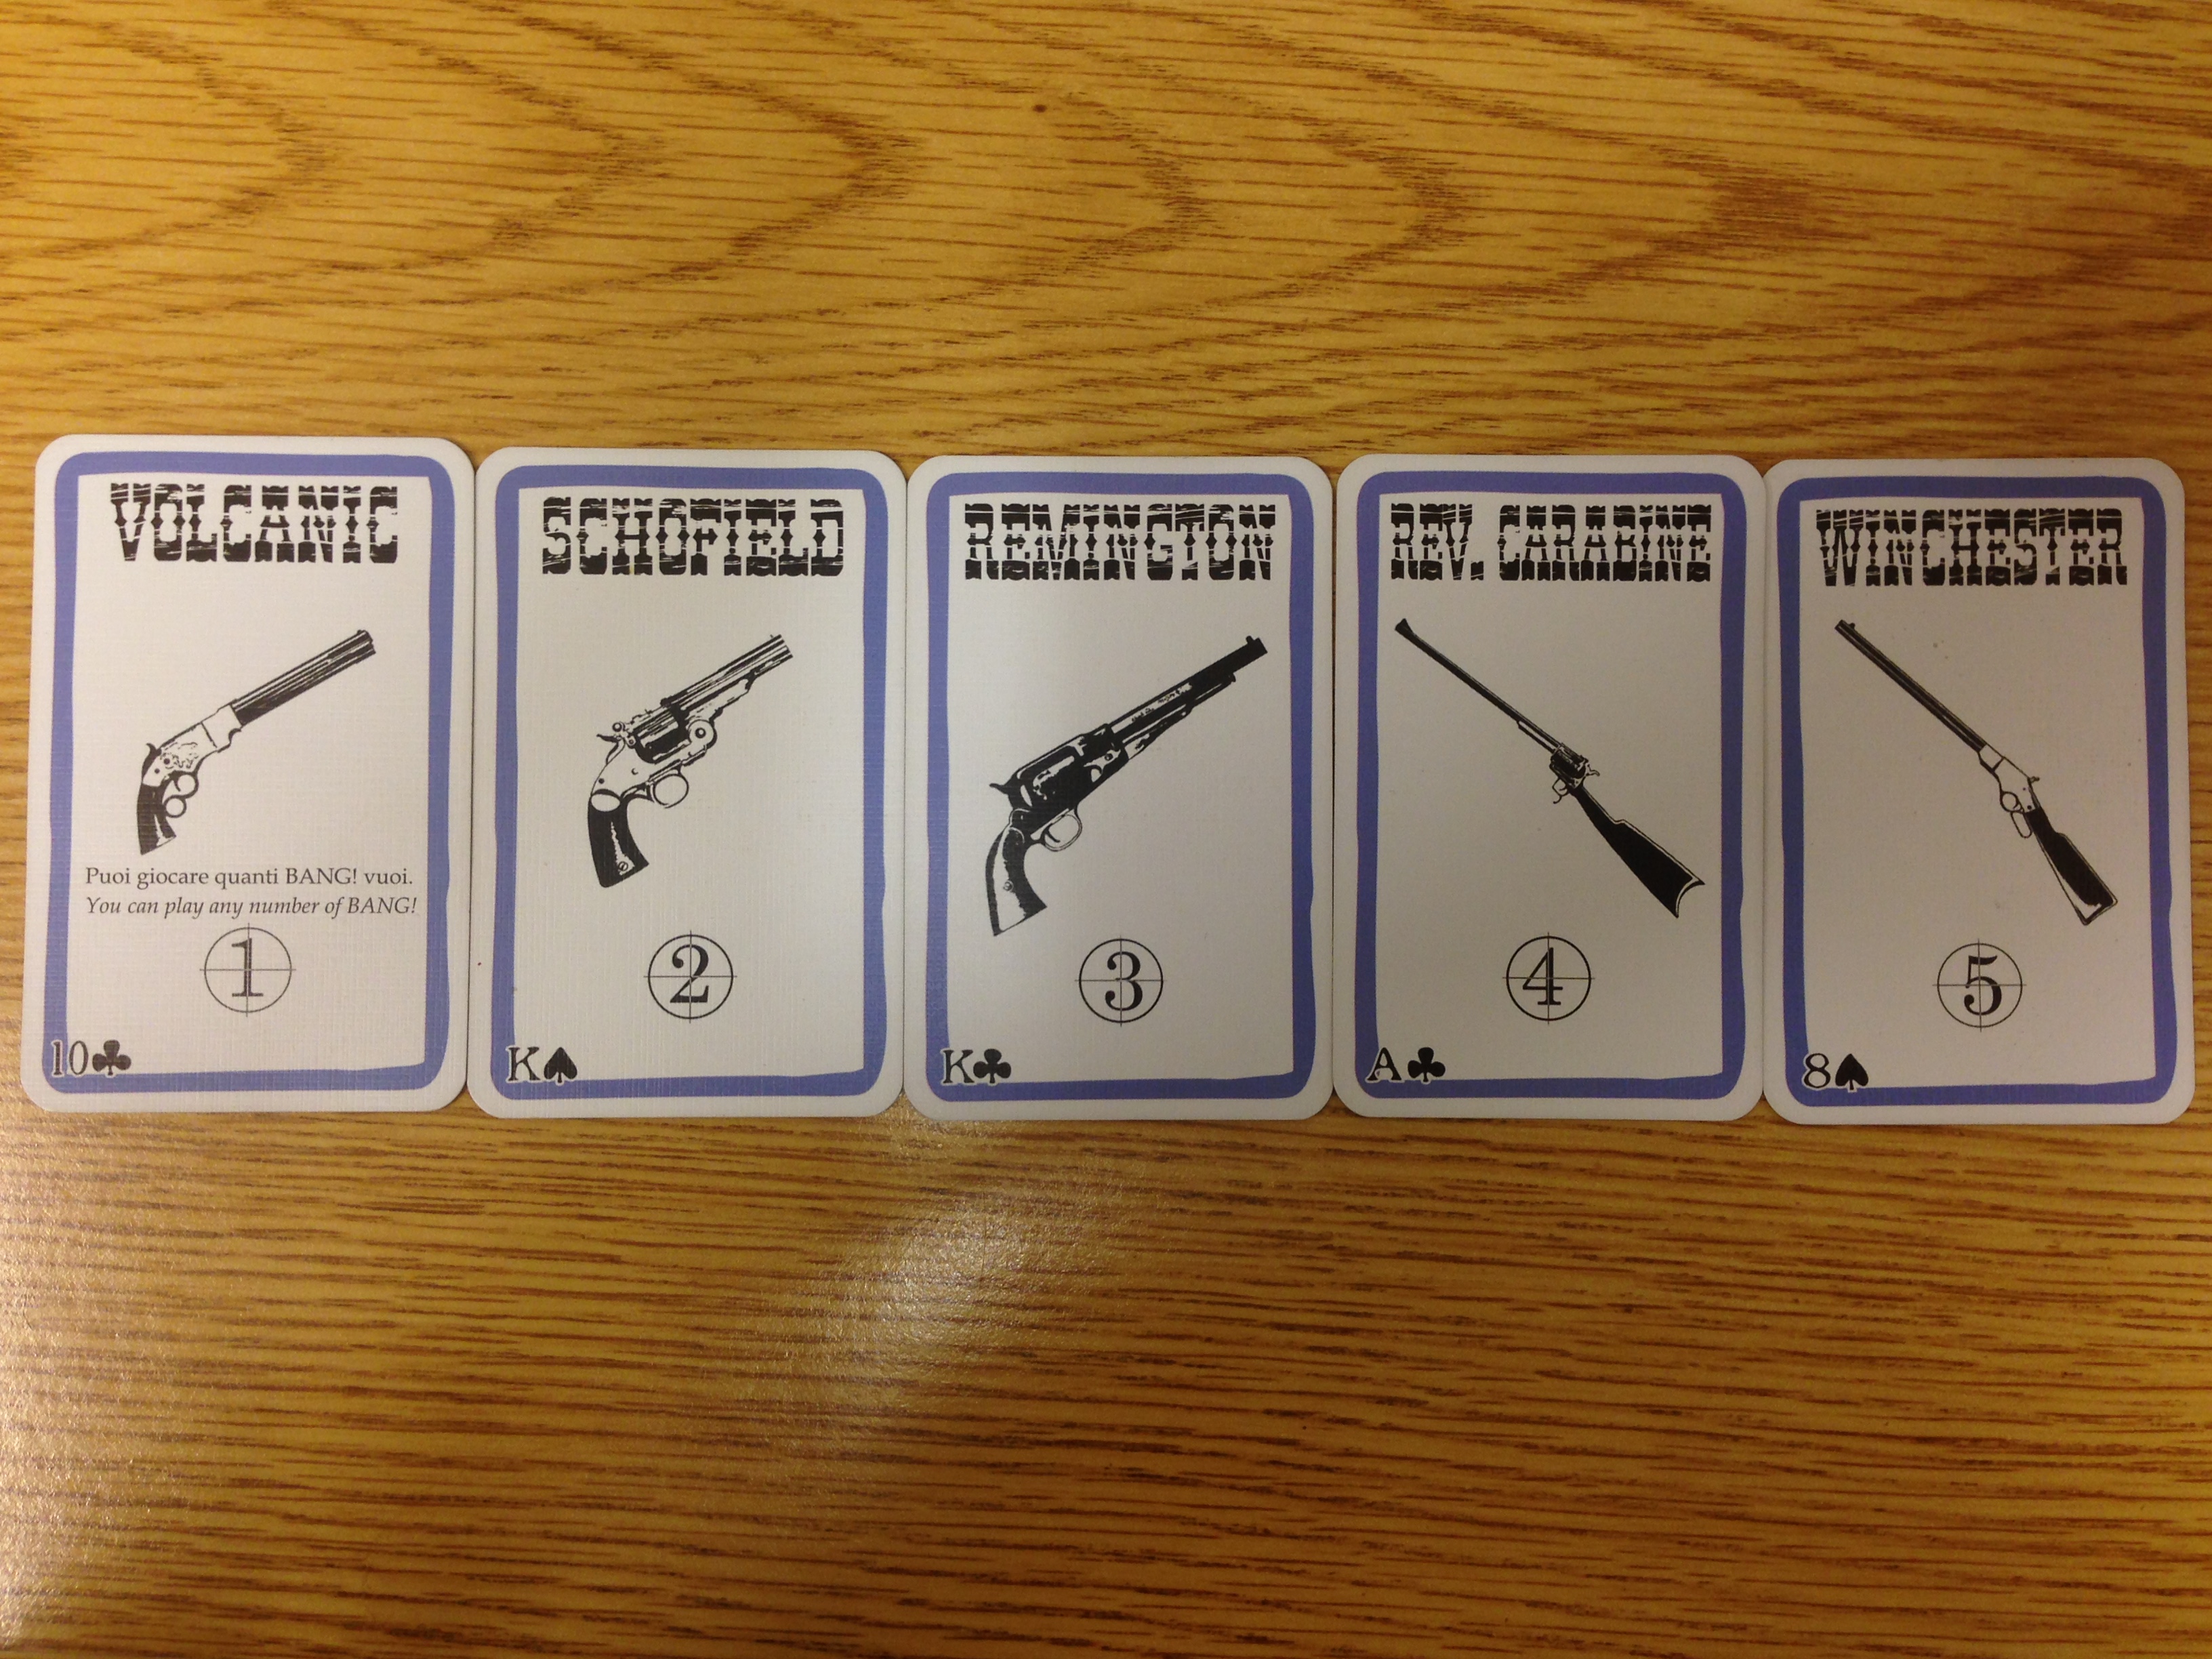 VOLCANIC
Puoi giocare quanti BANG! vuoi.
You can play any number of BANG!
1
10♣
SCHOFIELD
2
K♠
REMINGTON
3
K♣
REV. CARABINE
4
A♣
WINCHESTER
5
8♠